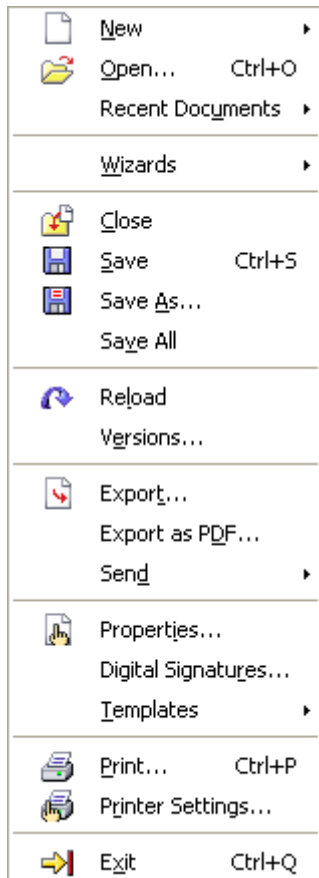 New
Open... Ctrl+O
Recent Documents
Wizards
Close
Save Ctrl+S
Save As...
Save All
Reload
Versions...
Export...
Export as PDF...
Send
Properties...
Digital Signatures...
Templates
Print... Ctrl+P
Printer Settings...
Exit Ctrl+Q